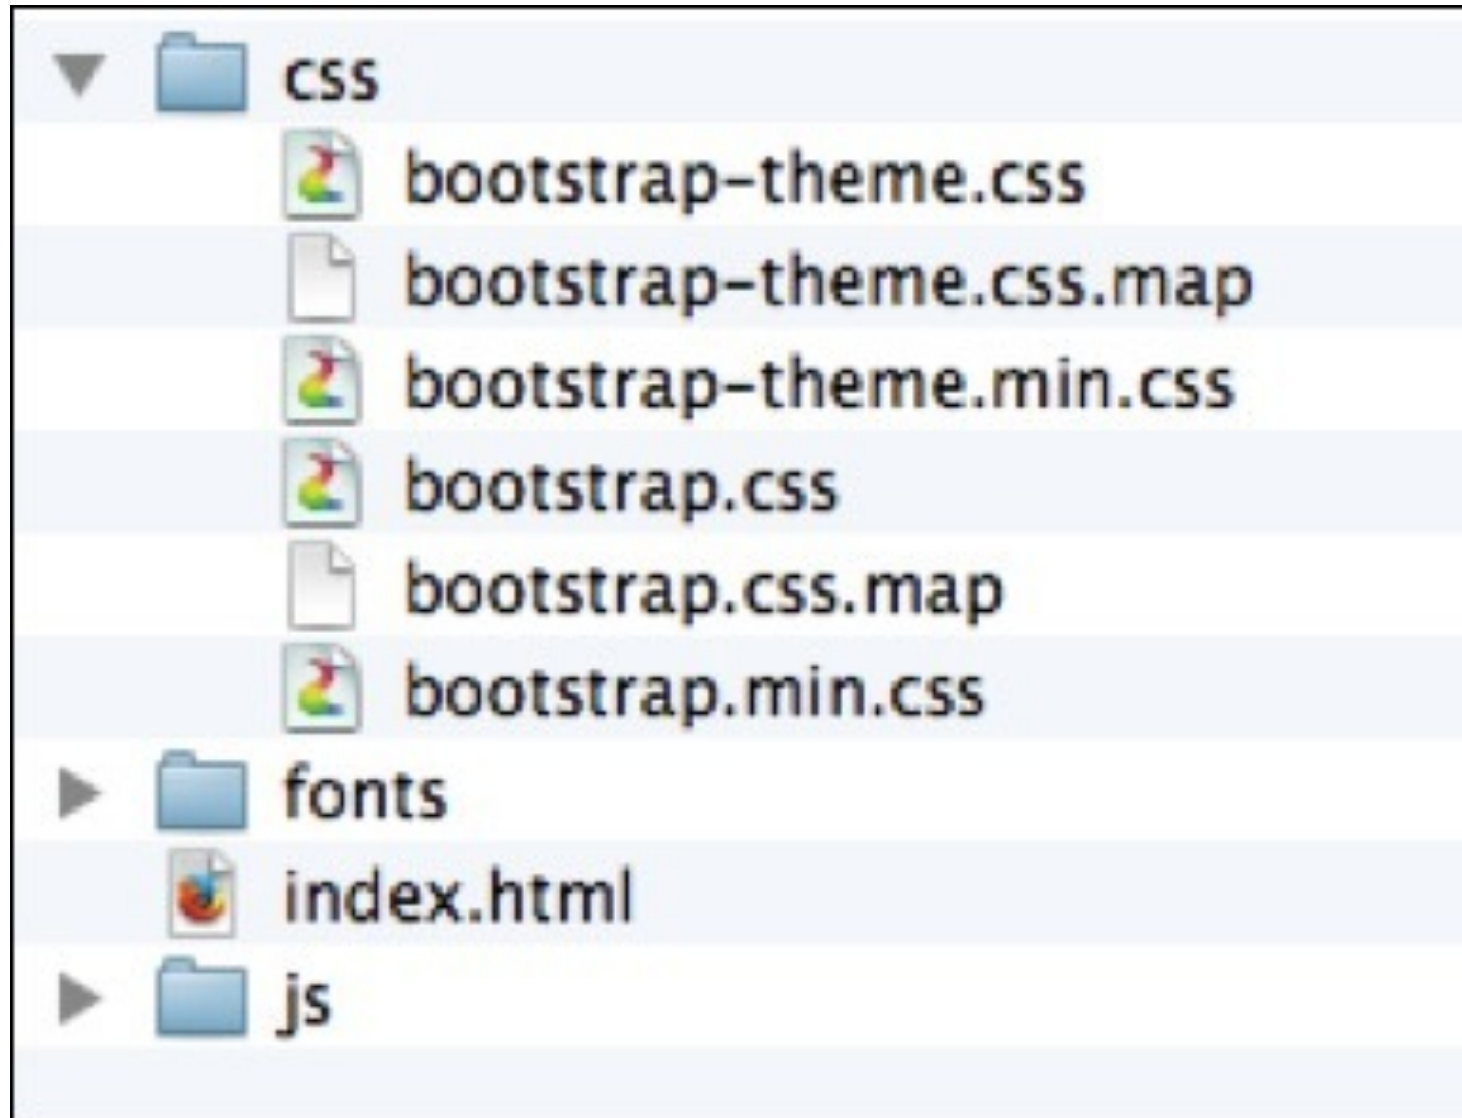 css
bootstrap-theme.css
bootstrap-theme.css.map
bootstrap-theme.min.css
bootstrap.css
bootstrap.css.map
bootstrap.min.css
fonts
index.html
js